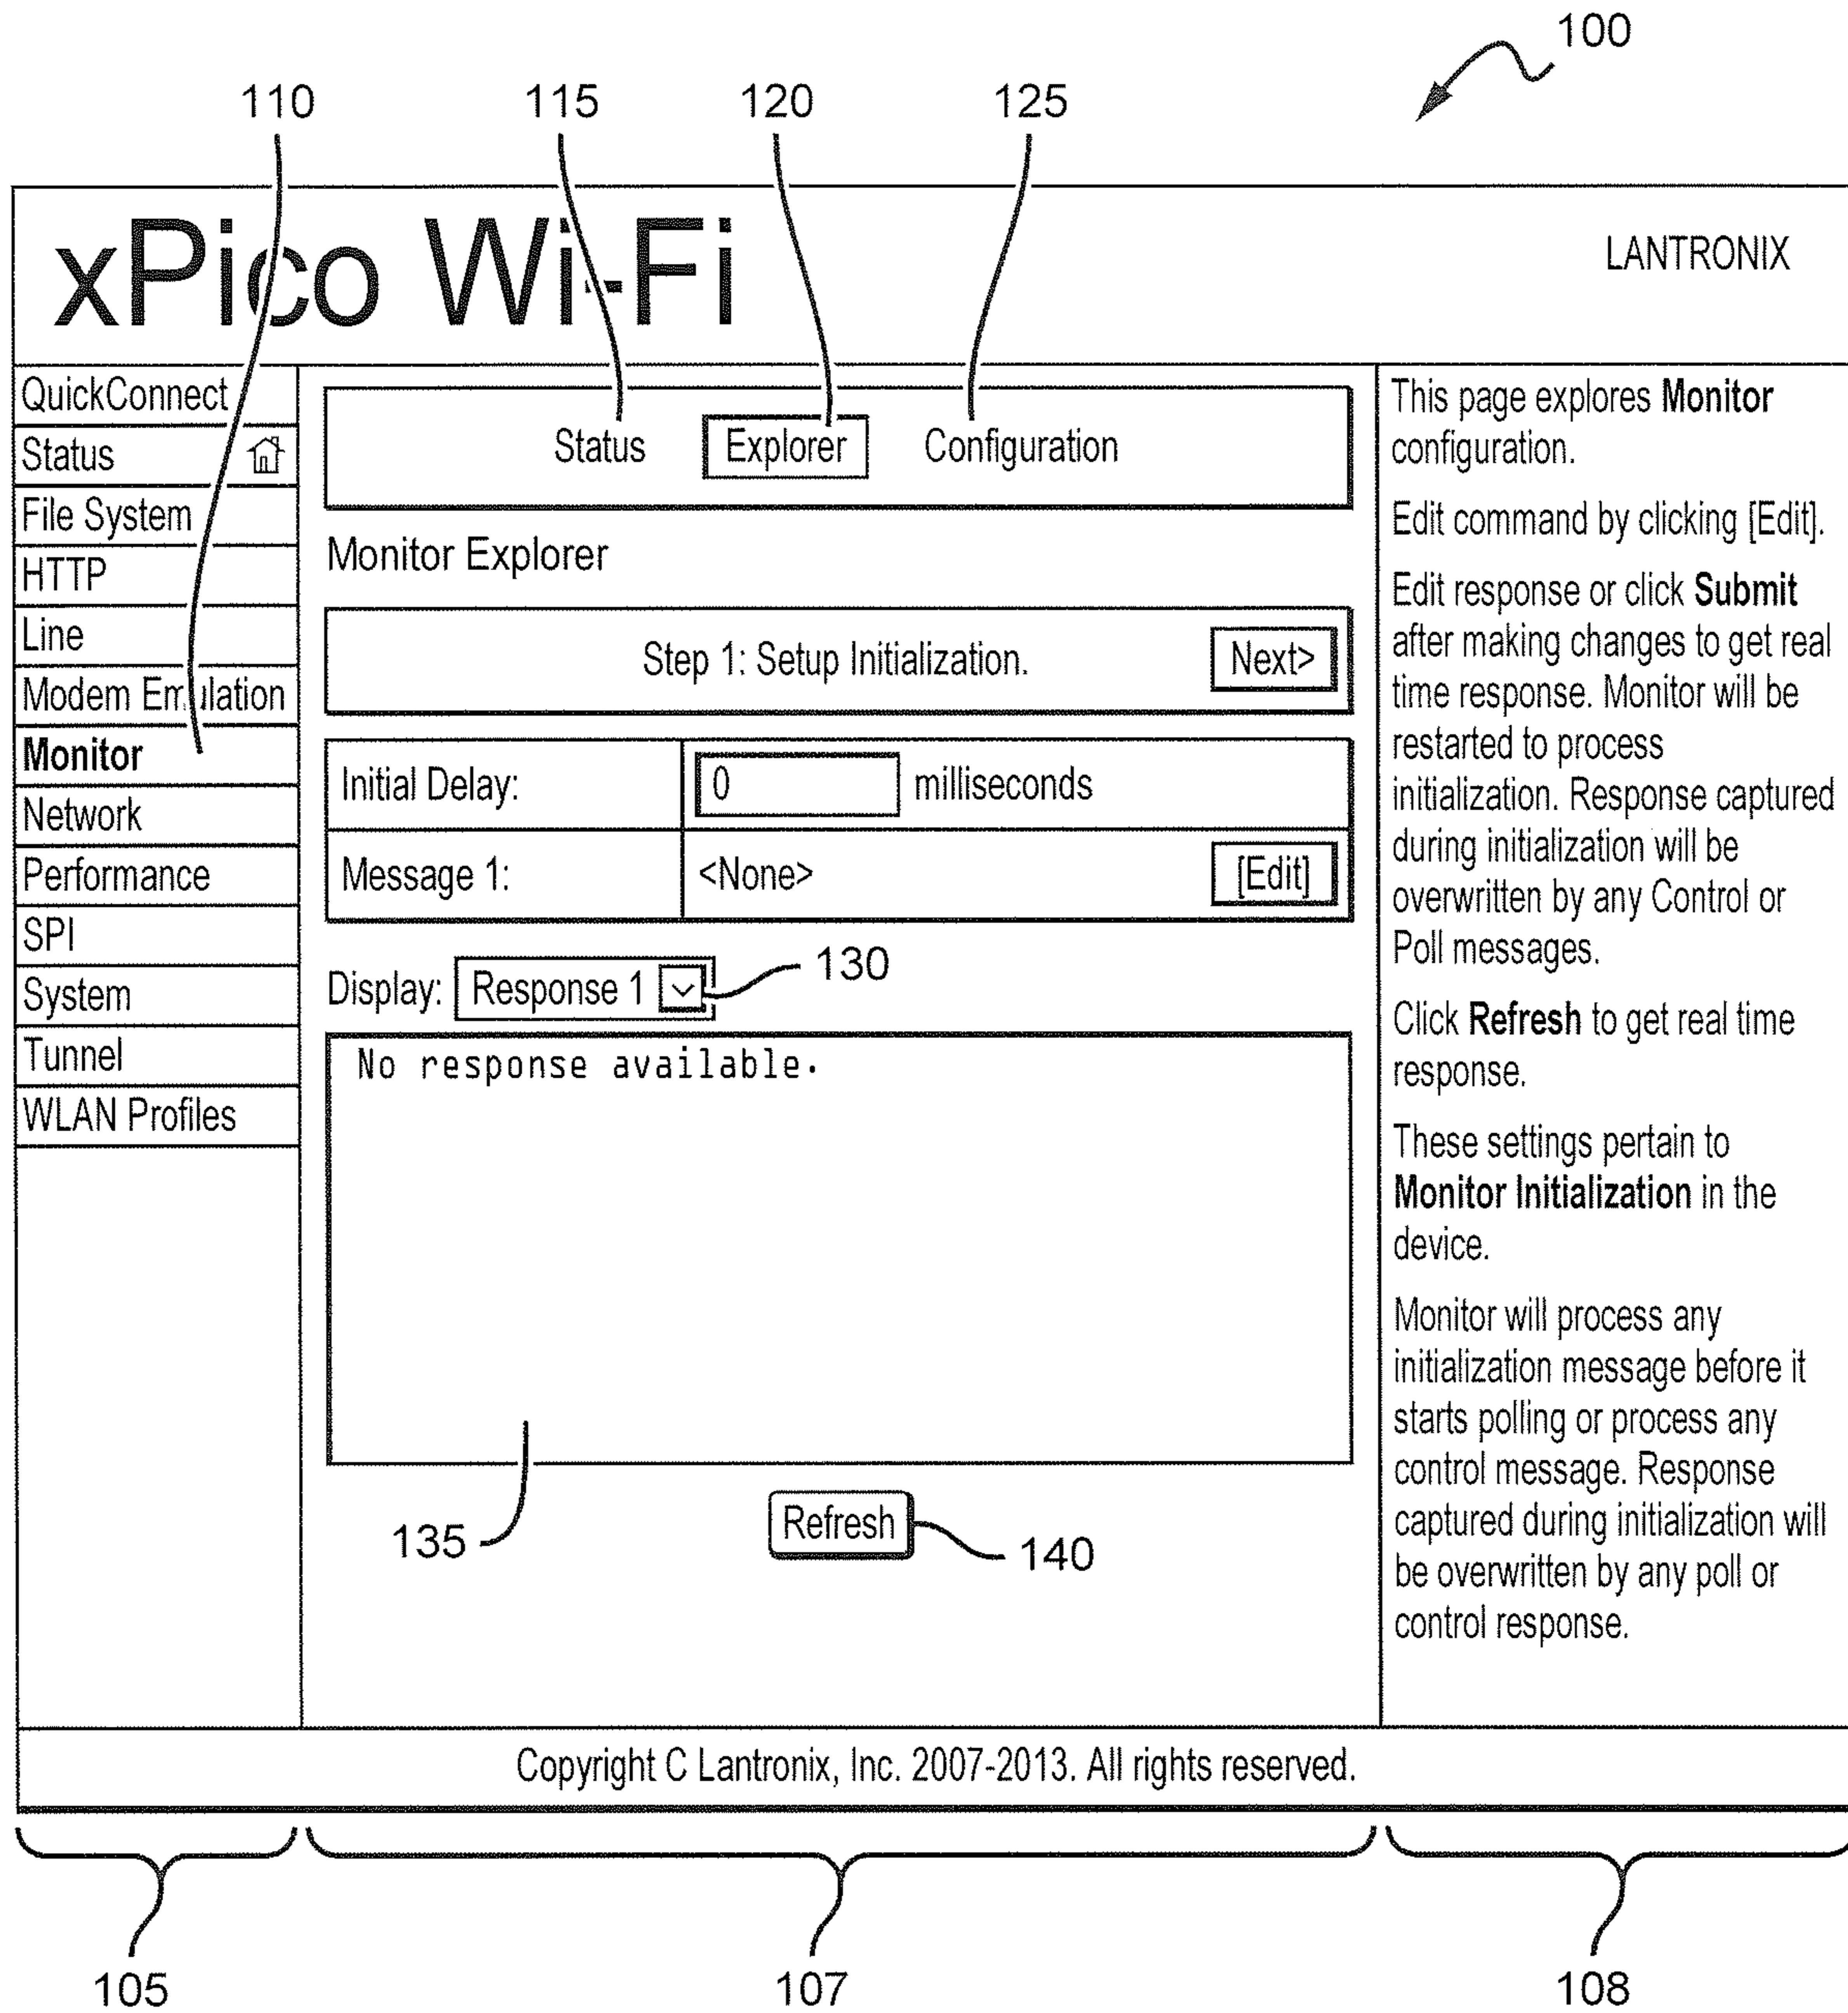 100
110
115
120
125
xPico Wi-Fi
LANTRONIX
QuickConnect
Status
File System
HTTP
Line
Modem Emulation
Monitor
Network
Performance
SPI
System
Tunnel
WLAN Profiles
Status
Explorer
Configuration
Monitor Explorer
Step 1: Setup Initialization.
Next>
Initial Delay:
0
milliseconds
Message 1:
<None>
[Edit]
Display:
Response 1
130
No response available.
135
Refresh
140
This page explores Monitor
configuration.
Edit command by clicking [Edit].
Edit response or click Submit
after making changes to get real
time response. Monitor will be
restarted to process
initialization. Response captured
during initialization will be
overwritten by any Control or
Poll messages.
Click Refresh to get real time
response.
These settings pertain to
Monitor Initialization in the
device.
Monitor will process any
initialization message before it
starts polling or process any
control message. Response
captured during initialization will
be overwritten by any poll or
control response.
Copyright C Lantronix, Inc. 2007-2013. All rights reserved.
105
107
108